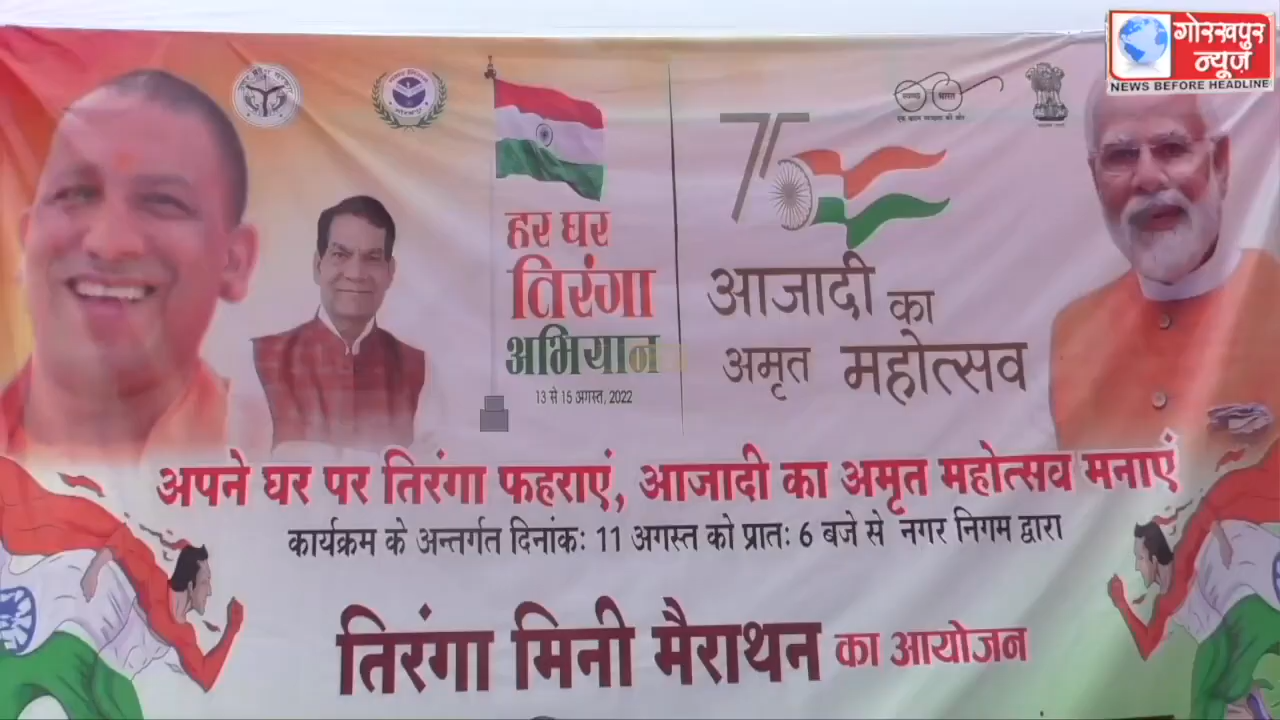 गोरखपुर
न्यूज़
NEWS BEFORE HEADLINE
हर घर
तिरंगा
अभियान
13 से 15 अगस्त, 2022
75
आजादी का
अमृत महोत्सव
अपने घर पर तिरंगा फहराएं, आजादी का अमृत महोत्सव मनाएं
कार्यक्रम के अन्तर्गत दिनांकः 11 अगस्त को प्रातः 6 बजे से नगर निगम द्वारा
तिरंगा मिनी मैराथन का आयोजन